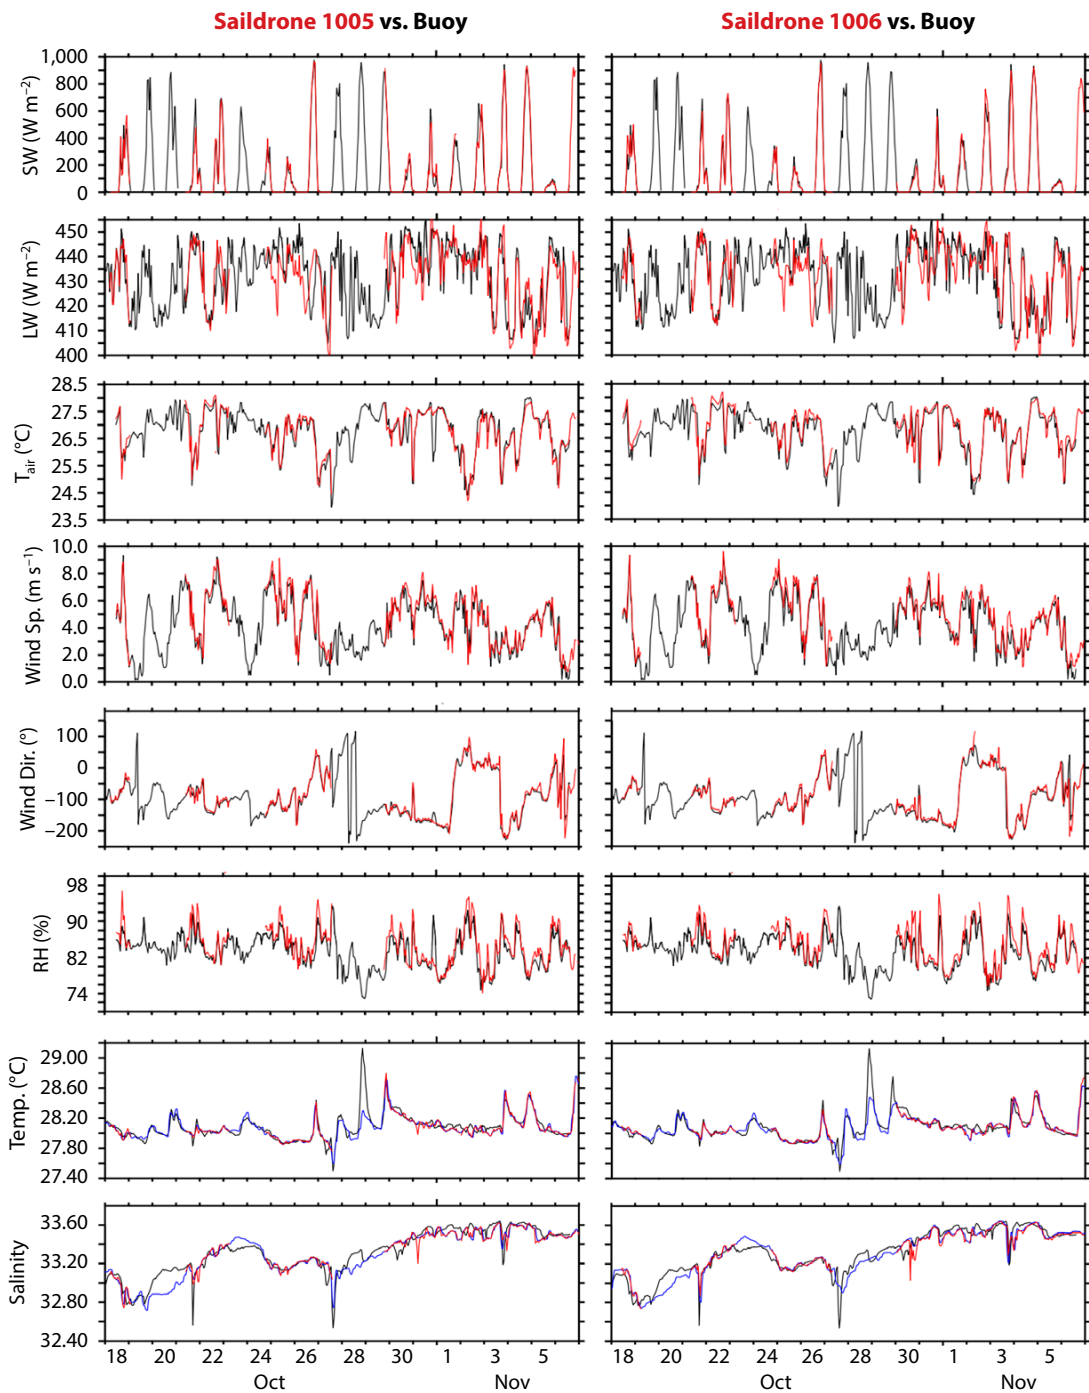 Saildrone 1005 vs. Buoy
Saildrone 1006 vs. Buoy
SW (W m−2)
1,000
800
600
400
200
0
LW (W m−2)
450
440
430
420
410
400
Tair (°C)
28.5
27.5
26.5
25.5
24.5
23.5
Wind Sp. (m s−1)
10.0
8.0
6.0
4.0
2.0
0.0
Wind Dir. (°)
100
0
−100
−200
RH (%)
98
90
82
74
Temp. (°C)
29.00
28.60
28.20
27.80
27.40
Salinity
33.60
33.20
32.80
32.40
18 20 22 24 26 28 30 1 3 5
18 20 22 24 26 28 30 1 3 5
Oct Nov
Oct Nov